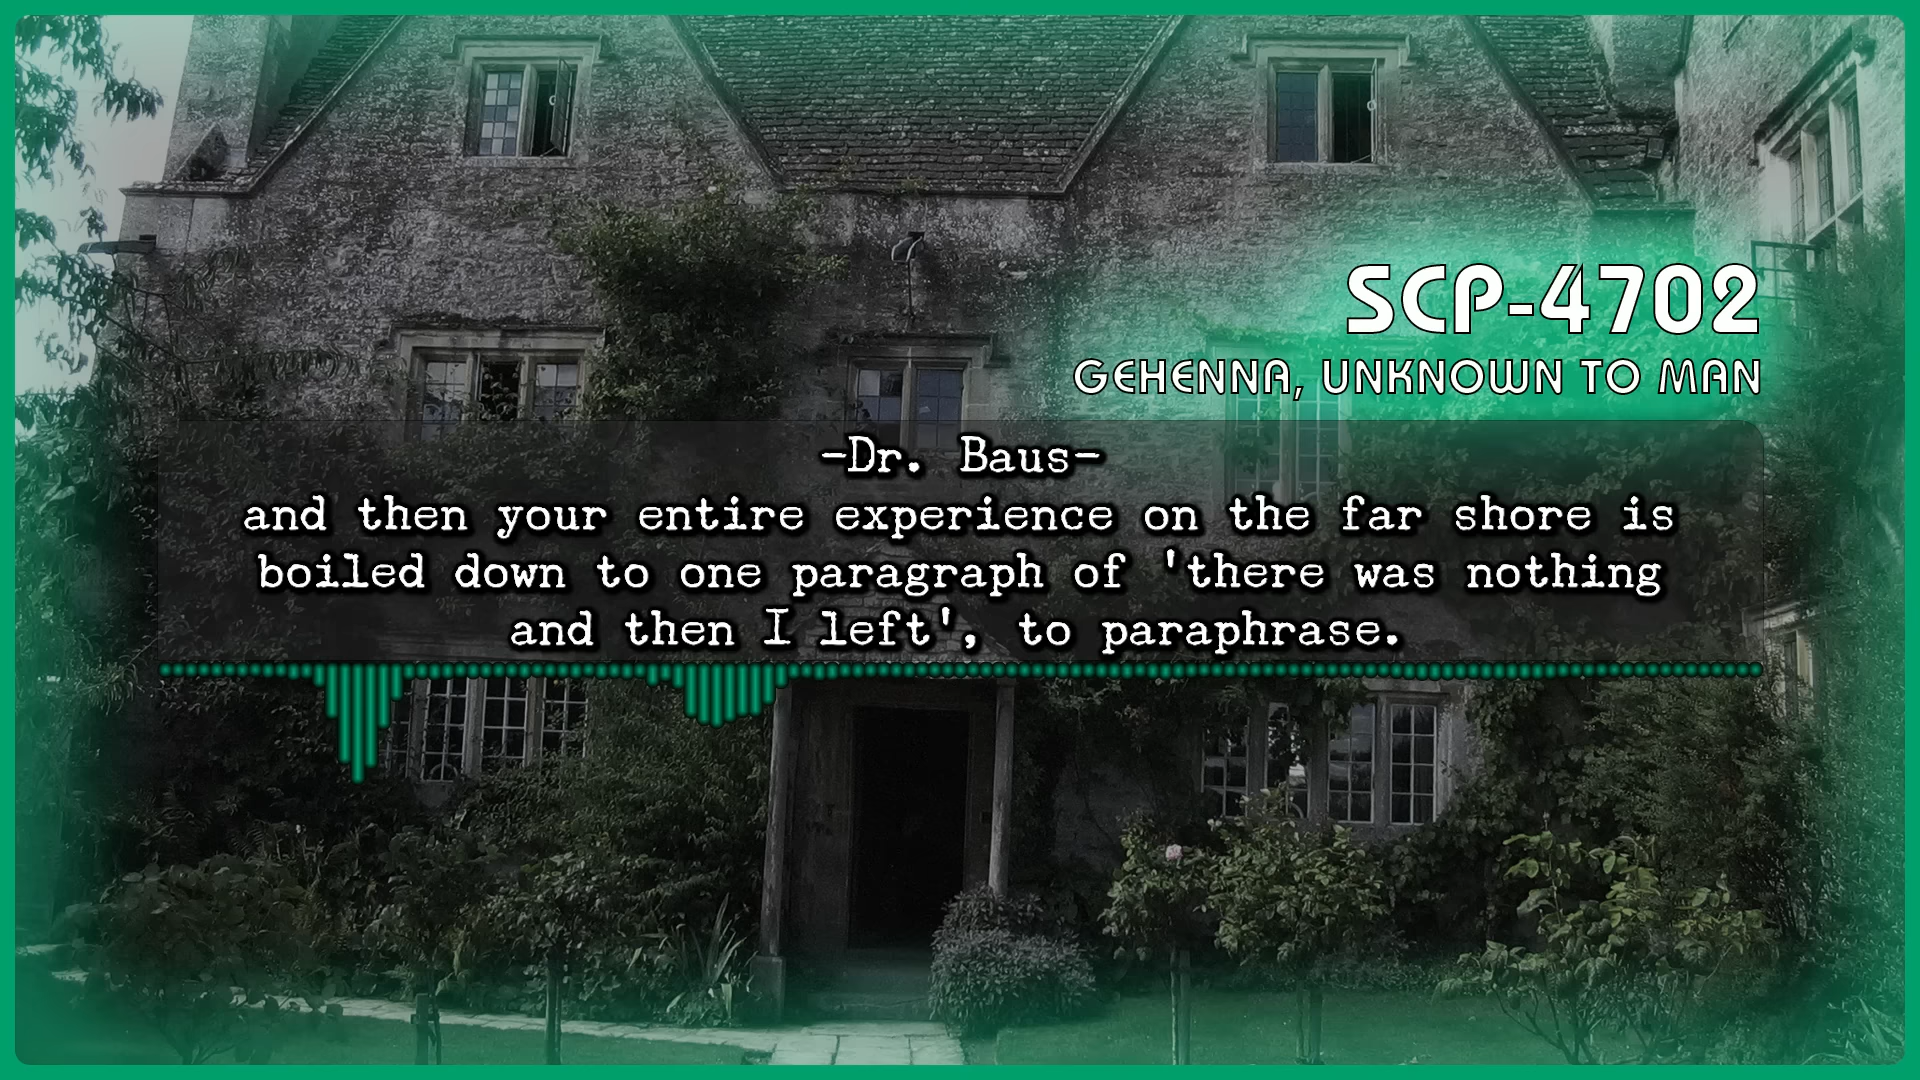 SCP-4702
GEHENNA, UNKNOWN TO MAN
-Dr. Baus-
and then your entire experience on the far shore is
boiled down to one paragraph of 'there was nothing
and then I left', to paraphrase.